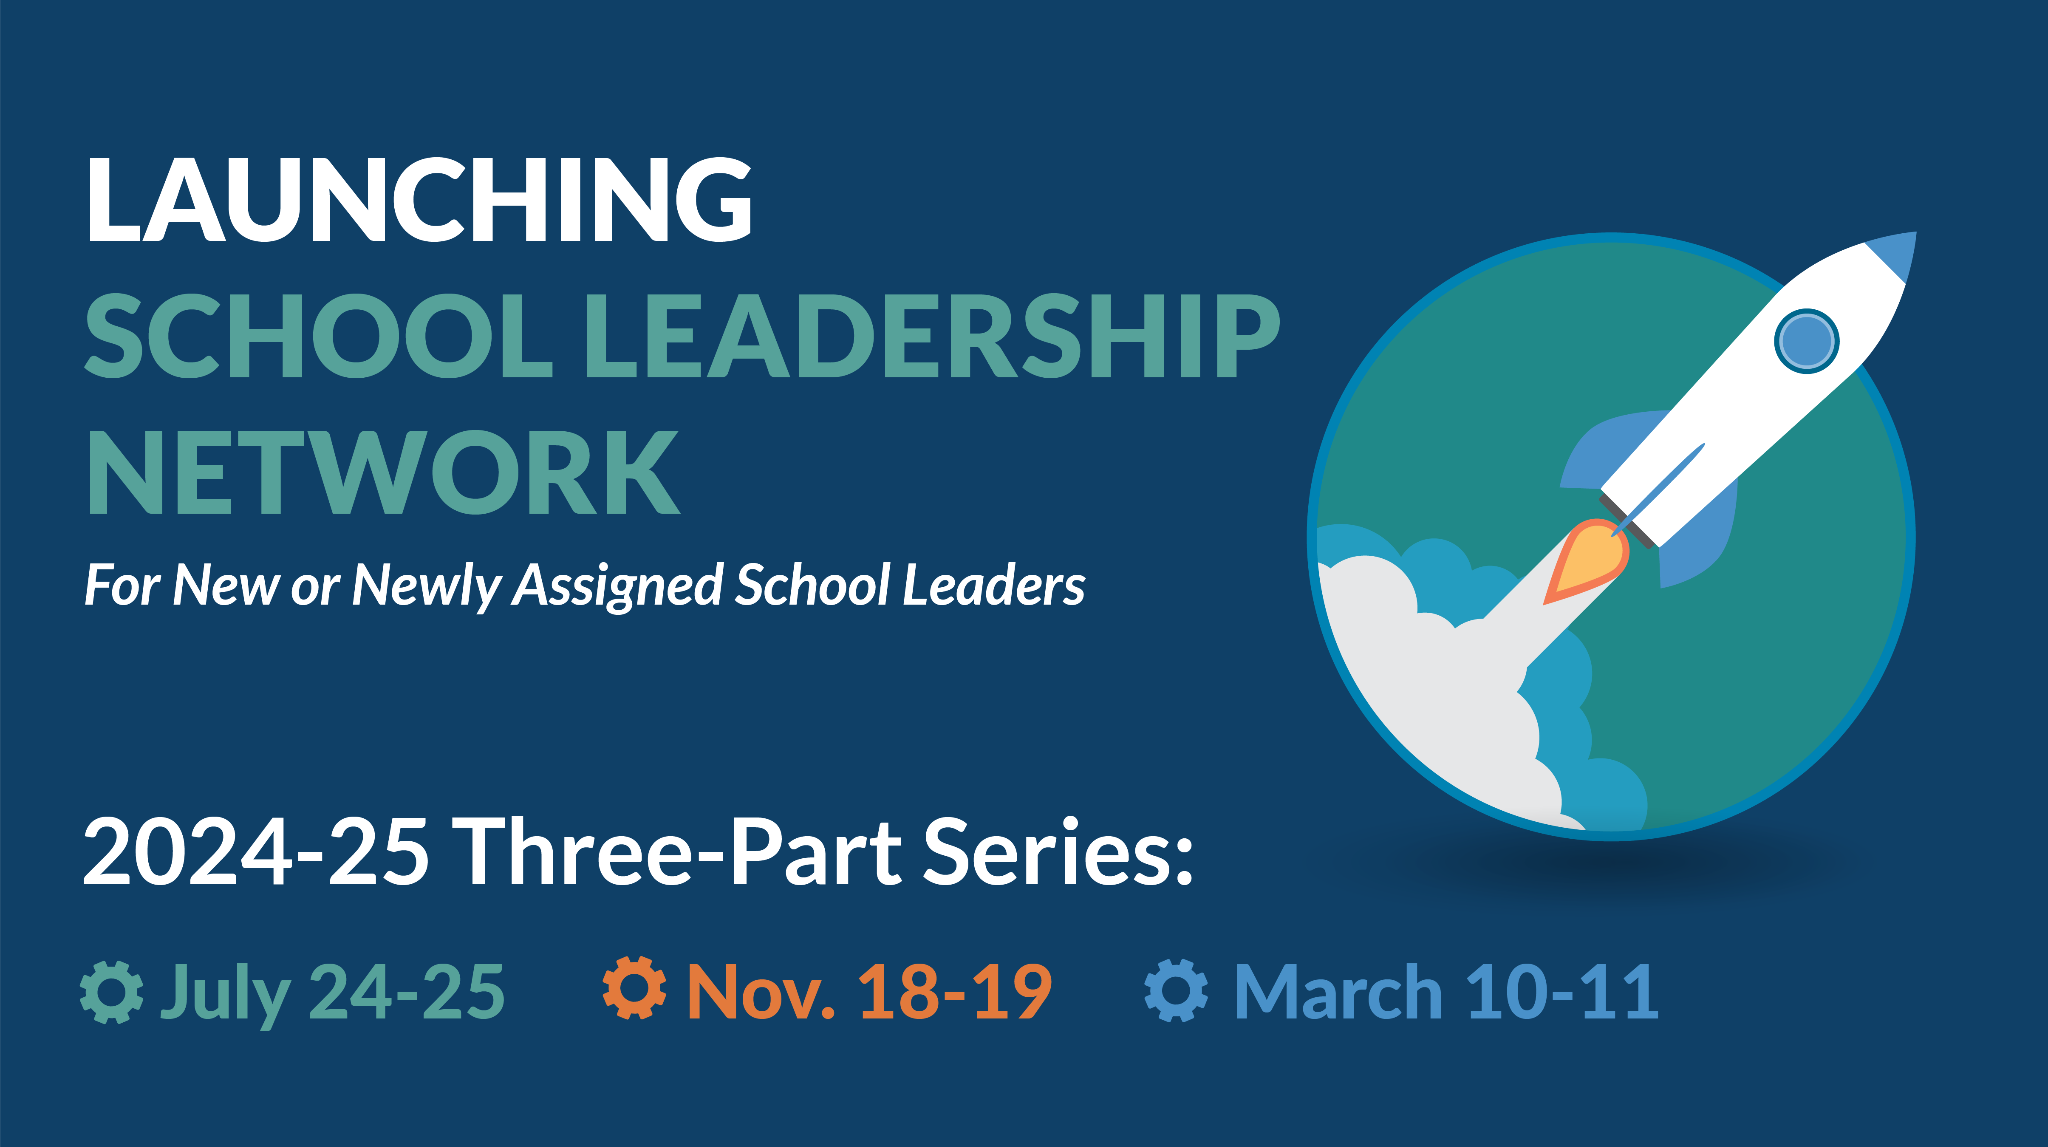 LAUNCHING
SCHOOL LEADERSHIP
NETWORK
For New or Newly Assigned School Leaders
2024-25 Three-Part Series:
July 24-25 Nov. 18-19 March 10-11